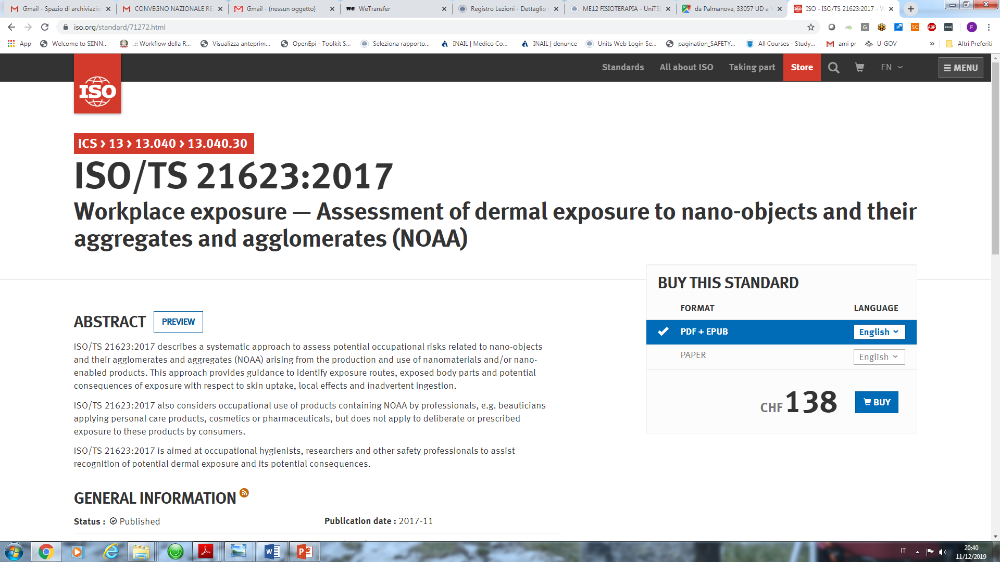 Gmail - Spazio di archiviazio
CONVEGNO NAZIONALE RE
Gmail - (nessun oggetto)
WeTransfer
Registro Lezioni - Dettaglio
ME12 FISIOTERAPIA - UniTS
da Palmanova, 33057 UD a
ISO - ISO/TS 21623:2017 -
iso.org/standard/71272.html
App
Welcome to SIINN...
..:: Workflow della R...
Visualizza anteprim...
OpenEpi - Toolkit S...
Seleziona rapporto...
INAIL | Medico Co...
INAIL | denunce
Units Web Login Se...
pagination_SAFETY...
All Courses - Study...
ami pr
U-GOV
»
Altri Preferiti
ISO
Standards
All about ISO
Taking part
Store
EN
MENU
ICS › 13 › 13.040 › 13.040.30
ISO/TS 21623:2017
Workplace exposure — Assessment of dermal exposure to nano-objects and their
aggregates and agglomerates (NOAA)
ABSTRACT
PREVIEW
ISO/TS 21623:2017 describes a systematic approach to assess potential occupational risks related to nano-objects
and their agglomerates and aggregates (NOAA) arising from the production and use of nanomaterials and/or nano-
enabled products. This approach provides guidance to identify exposure routes, exposed body parts and potential
consequences of exposure with respect to skin uptake, local effects and inadvertent ingestion.
ISO/TS 21623:2017 also considers occupational use of products containing NOAA by professionals, e.g. beauticians
applying personal care products, cosmetics or pharmaceuticals, but does not apply to deliberate or prescribed
exposure to these products by consumers.
ISO/TS 21623:2017 is aimed at occupational hygienists, researchers and other safety professionals to assist
recognition of potential dermal exposure and its potential consequences.
GENERAL INFORMATION
Status : Published
Publication date : 2017-11
BUY THIS STANDARD
FORMAT
LANGUAGE
PDF + EPUB
English
PAPER
English
CHF 138
BUY
IT
20:40
11/12/2019